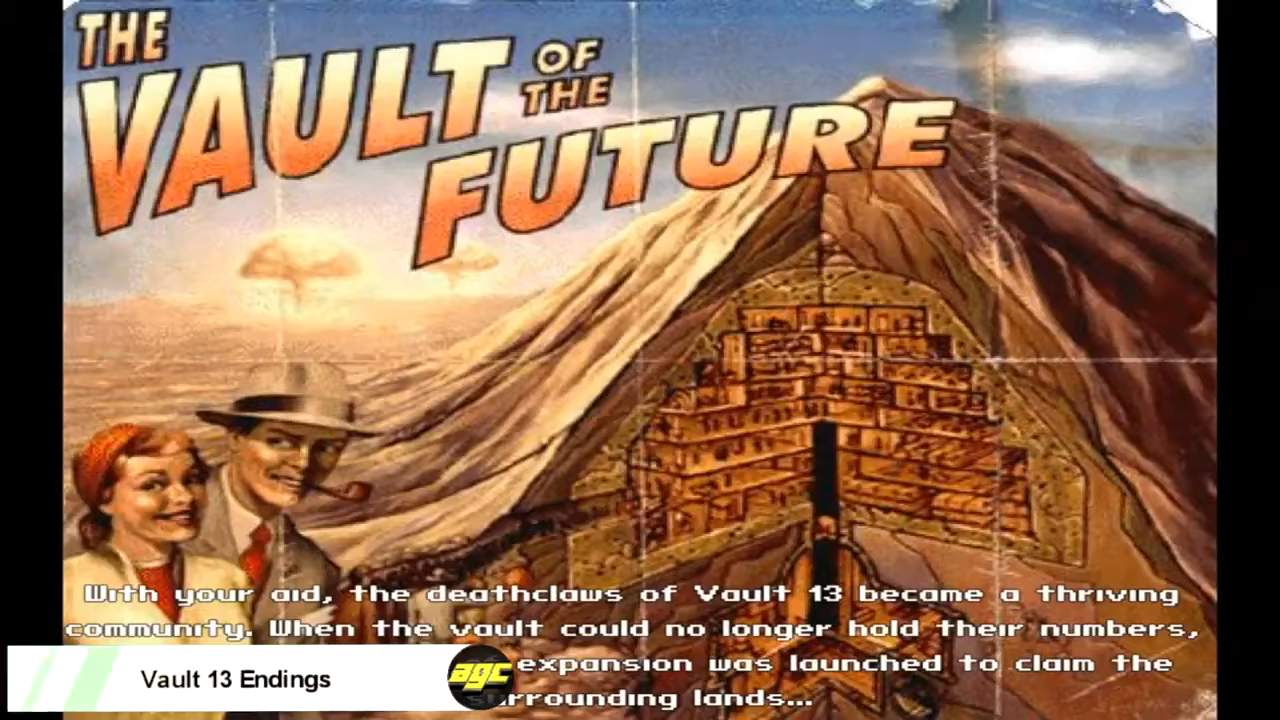 THE
VAULT OF
THE
FUTURE
With your aid, the deathclaws of Vault 13 became a thriving
community. When the vault could no longer hold their numbers,
expansion was launched to claim the
rrounding lands...
Vault 13 Endings
agc